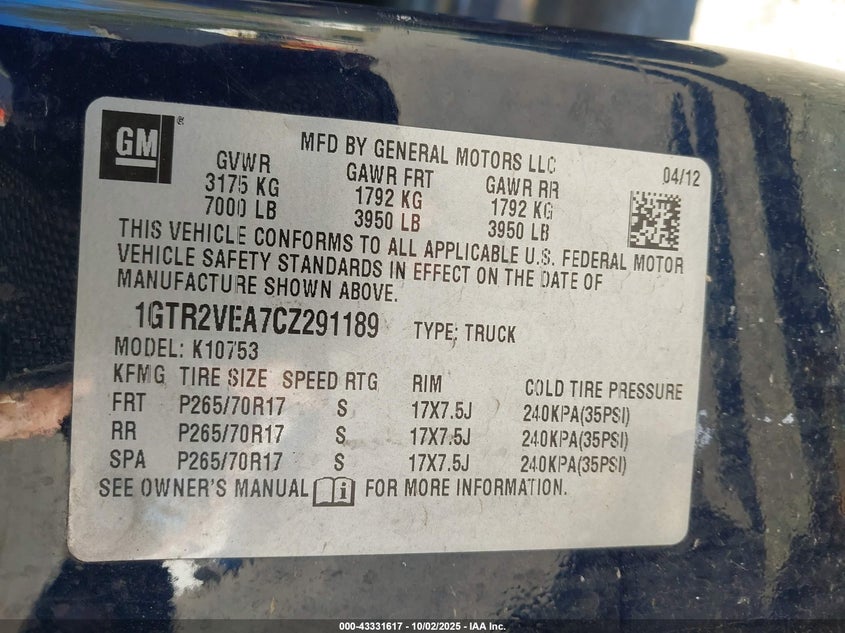 GM
MFD BY GENERAL MOTORS LLC
04/12
GVWR GAWR FRT GAWR RR
3175 KG 1792 KG 1792 KG
7000 LB 3950 LB 3950 LB
THIS VEHICLE CONFORMS TO ALL APPLICABLE U.S. FEDERAL MOTOR
VEHICLE SAFETY STANDARDS IN EFFECT ON THE DATE OF
MANUFACTURE SHOWN ABOVE.
1GTR2VEA7CZ291189 TYPE: TRUCK
MODEL: K10753
KFMG TIRE SIZE SPEED RTG RIM COLD TIRE PRESSURE
FRT P265/70R17 S 17X7.5J 240KPA(35PSI)
RR P265/70R17 S 17X7.5J 240KPA(35PSI)
SPA P265/70R17 S 17X7.5J 240KPA(35PSI)
SEE OWNER'S MANUAL FOR MORE INFORMATION.
000-43331617 - 10/02/2025 - IAA Inc.